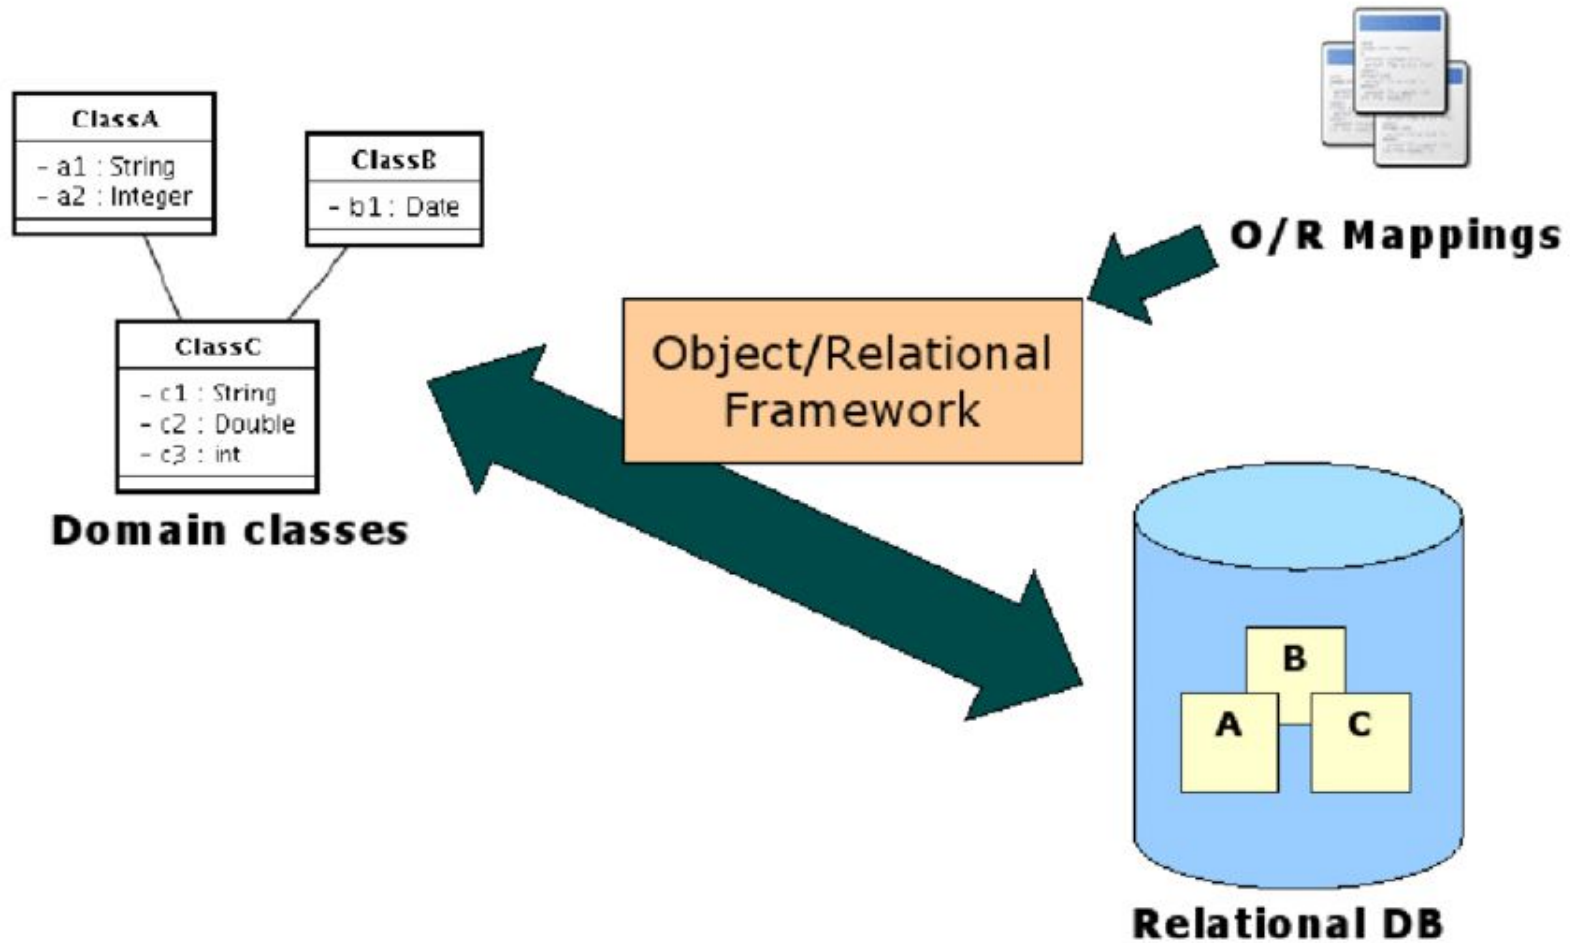 ClassA
- a1 : String
- a2 : Integer
ClassB
- b1 : Date
ClassC
- c1 : String
- c2 : Double
- c3 : int
Domain classes
O/R Mappings
Object/Relational
Framework
B
A
C
Relational DB